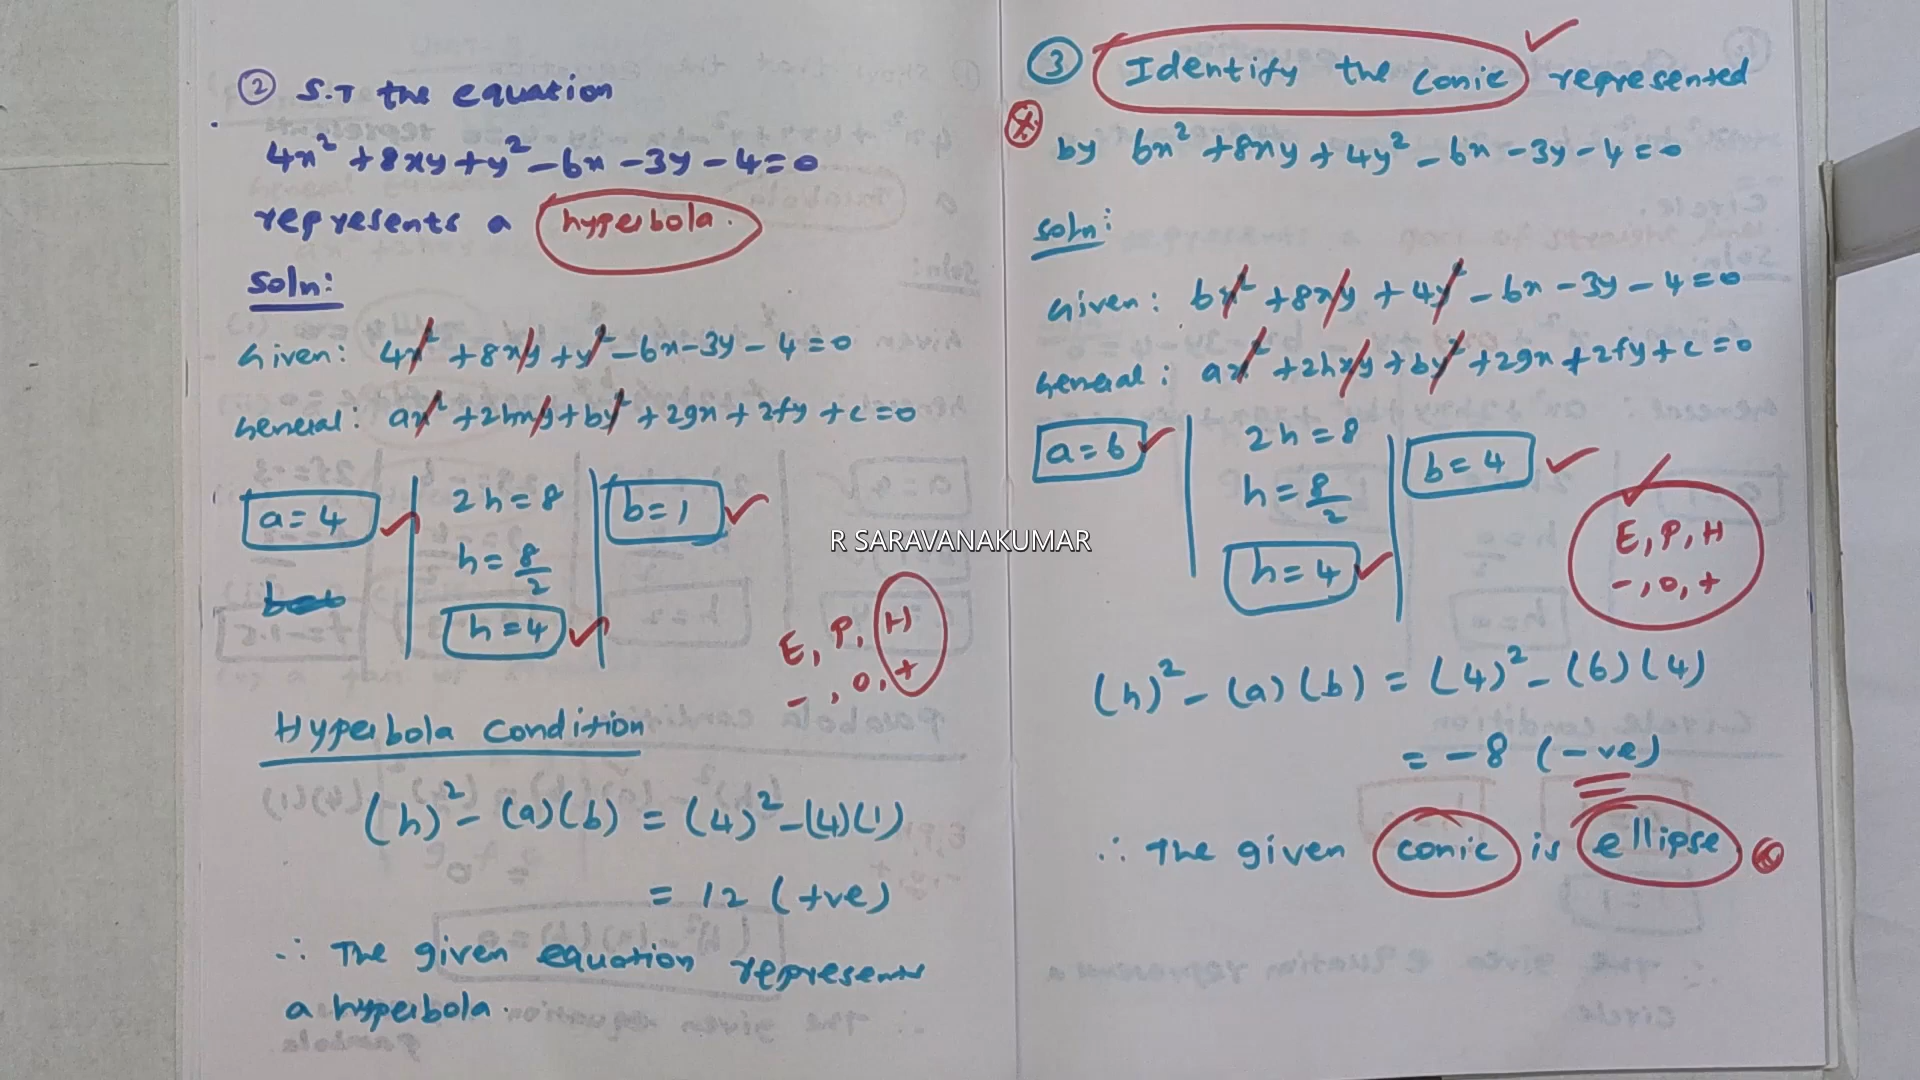 ② S.T the equation
4x² + 8xy + y² - 6x - 3y - 4 = 0
represents a hyperbola.
Soln:
Given: 4x² + 8xy + y² - 6x - 3y - 4 = 0
General: ax² + 2hxy + by² + 2gx + 2fy + c = 0
a = 4
2h = 8
h = 8/2
h = 4
b = 1
E, P, H
-, 0, +
Hyperbola Condition
(h)² - (a)(b) = (4)² - (4)(1)
= 12 (+ve)
∴ The given equation represents
a hyperbola.
③ Identify the conic represented
by 6x² + 8xy + 4y² - 6x - 3y - 4 = 0
Soln:
Given: 6x² + 8xy + 4y² - 6x - 3y - 4 = 0
General: ax² + 2hxy + by² + 2gx + 2fy + c = 0
a = 6
2h = 8
h = 8/2
h = 4
b = 4
E, P, H
-, 0, +
(h)² - (a)(b) = (4)² - (6)(4)
= -8 (-ve)
∴ The given conic is ellipse.
R SARAVANAKUMAR